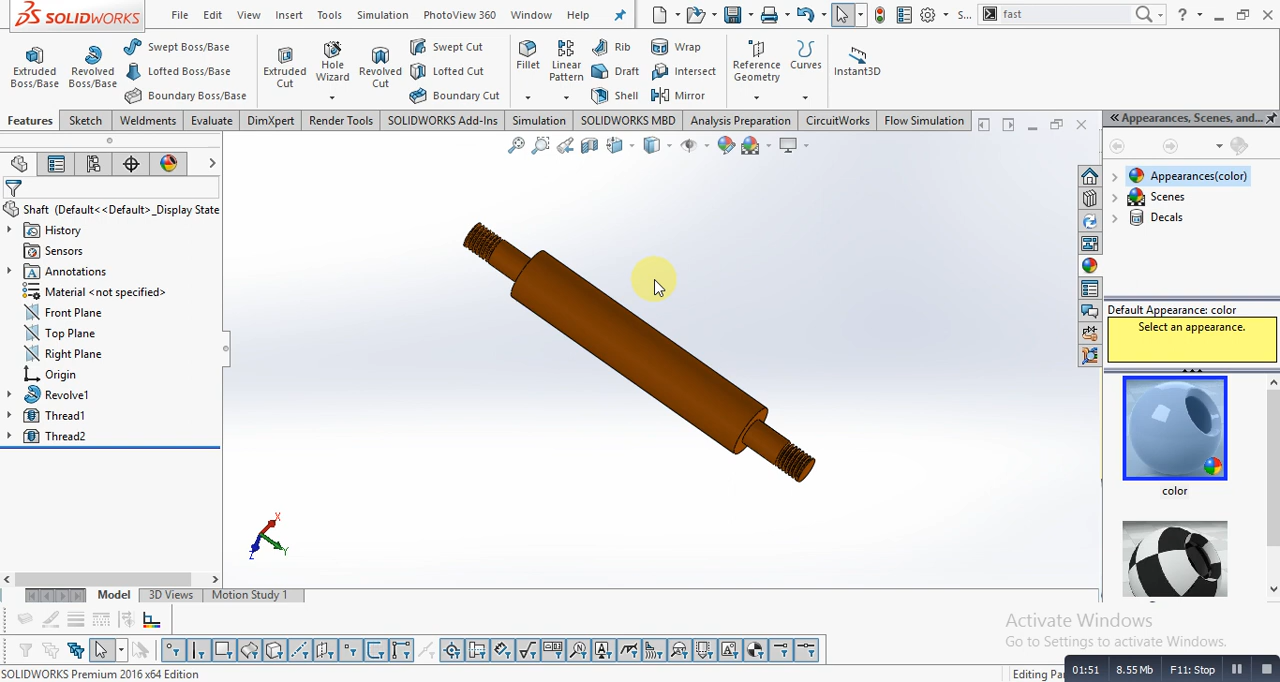 SOLIDWORKS File Edit View Insert Tools Simulation PhotoView 360 Window Help S... fast ?
Extruded Boss/Base
Revolved Boss/Base
Swept Boss/Base
Lofted Boss/Base
Boundary Boss/Base
Extruded Cut
Hole Wizard
Revolved Cut
Swept Cut
Lofted Cut
Boundary Cut
Fillet
Linear Pattern
Rib
Draft
Shell
Wrap
Intersect
Mirror
Reference Geometry
Curves
Instant3D
Features Sketch Weldments Evaluate DimXpert Render Tools SOLIDWORKS Add-Ins Simulation SOLIDWORKS MBD Analysis Preparation CircuitWorks Flow Simulation
Shaft (Default<<Default>_Display State
History
Sensors
Annotations
Material <not specified>
Front Plane
Top Plane
Right Plane
Origin
Revolve1
Thread1
Thread2
X
Y
Z
Appearances, Scenes, and...
Appearances(color)
Scenes
Decals
Default Appearance: color
Select an appearance.
color
Model 3D Views Motion Study 1
Activate Windows
Go to Settings to activate Windows.
SOLIDWORKS Premium 2016 x64 Edition
Editing Pa
01:51 8.55Mb F11: Stop